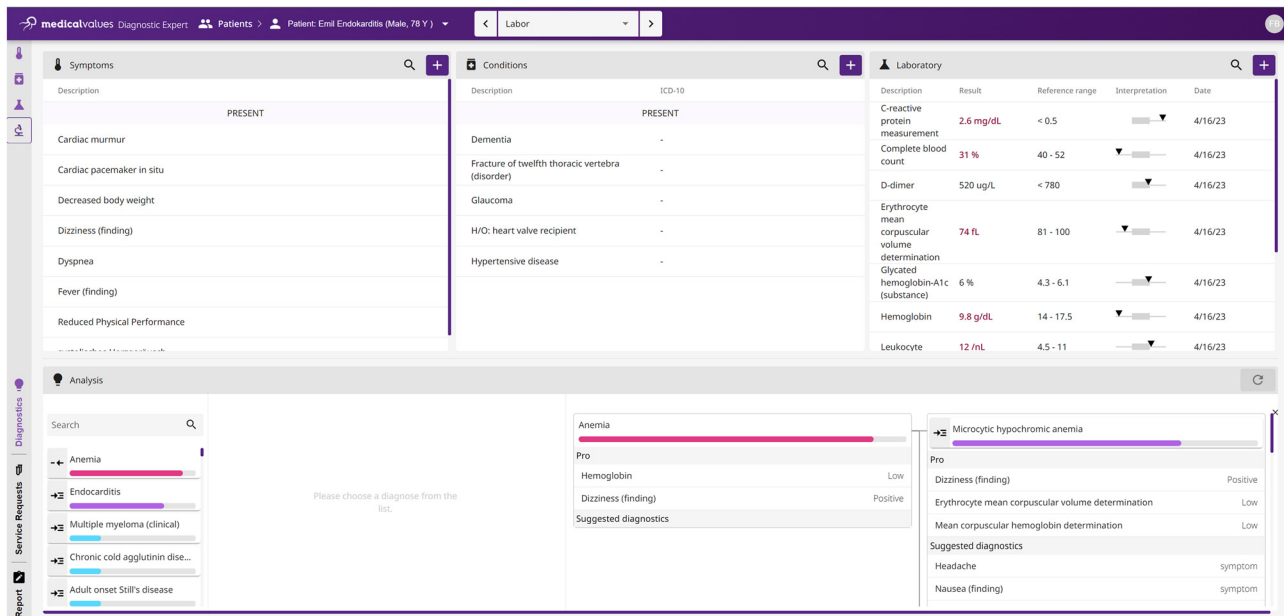 medicalvalues Diagnostic Expert Patients > Patient: Emil Endokarditis (Male, 78 Y ) Labor FB
Symptoms
Description
PRESENT
Cardiac murmur
Cardiac pacemaker in situ
Decreased body weight
Dizziness (finding)
Dyspnea
Fever (finding)
Reduced Physical Performance
Conditions
Description ICD-10
PRESENT
Dementia -
Fracture of twelfth thoracic vertebra
(disorder) -
Glaucoma -
H/O: heart valve recipient -
Hypertensive disease -
Laboratory
Description Result Reference range Interpretation Date
C-reactive
protein
measurement 2.6 mg/dL < 0.5 4/16/23
Complete blood
count 31 % 40 - 52 4/16/23
D-dimer 520 ug/L < 780 4/16/23
Erythrocyte
mean
corpuscular
volume
determination 74 fL 81 - 100 4/16/23
Glycated
hemoglobin-A1c
(substance) 6 % 4.3 - 6.1 4/16/23
Hemoglobin 9.8 g/dL 14 - 17.5 4/16/23
Leukocyte 12 /nL 4.5 - 11 4/16/23
Diagnostics
Service Requests
Report
Analysis
Search
Anemia
Endocarditis
Multiple myeloma (clinical)
Chronic cold agglutinin dise...
Adult onset Still's disease
Please choose a diagnose from the
list.
Anemia
Pro
Hemoglobin Low
Dizziness (finding) Positive
Suggested diagnostics
Microcytic hypochromic anemia
Pro
Dizziness (finding) Positive
Erythrocyte mean corpuscular volume determination Low
Mean corpuscular hemoglobin determination Low
Suggested diagnostics
Headache symptom
Nausea (finding) symptom